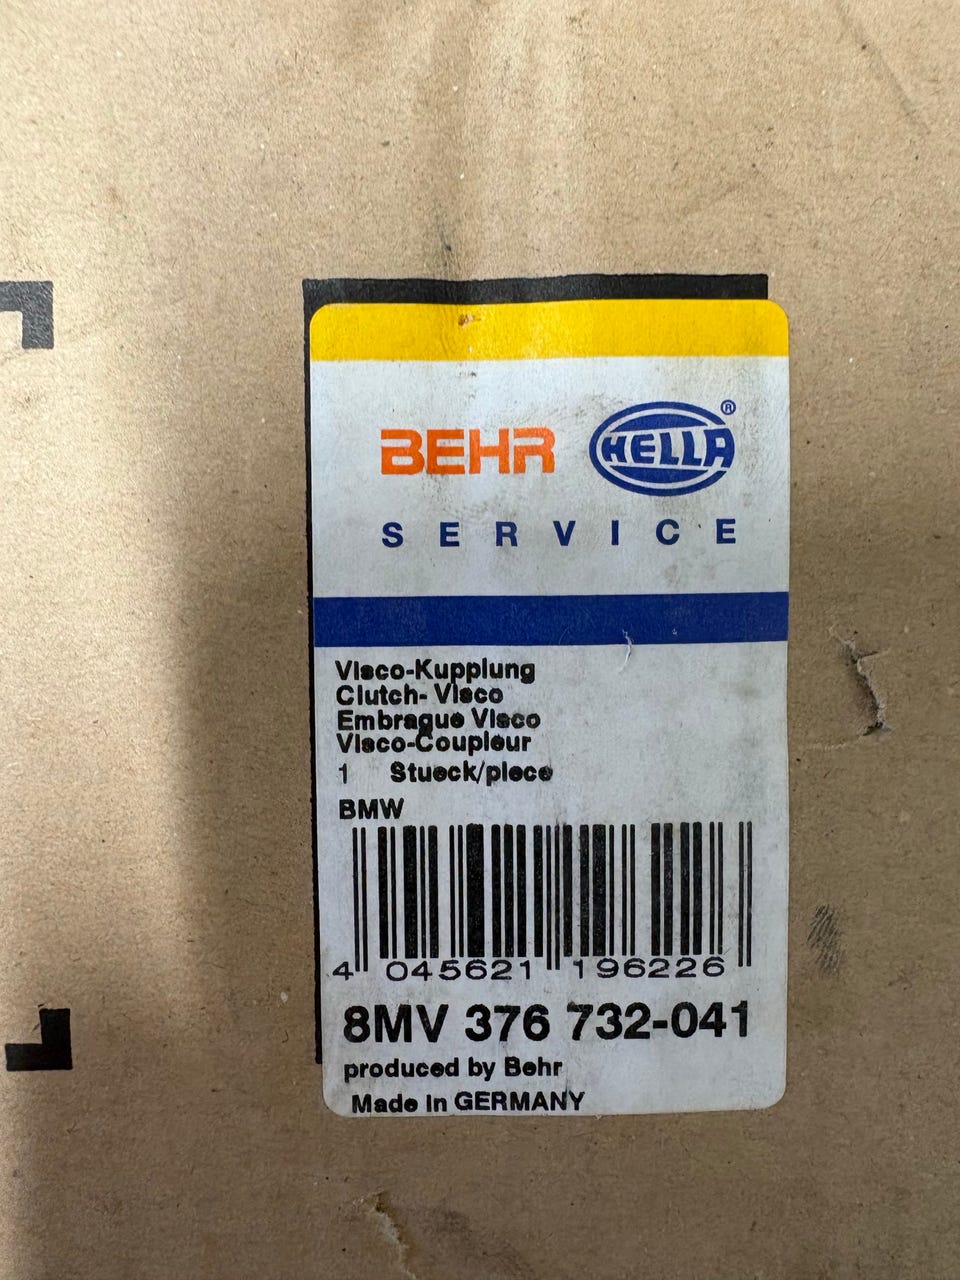 BEHR HELLA®
SERVICE
Visco-Kupplung
Clutch- Visco
Embrague Visco
Visco-Coupleur
1 Stueck/piece
BMW
4 045621 196226
8MV 376 732-041
produced by Behr
Made in GERMANY